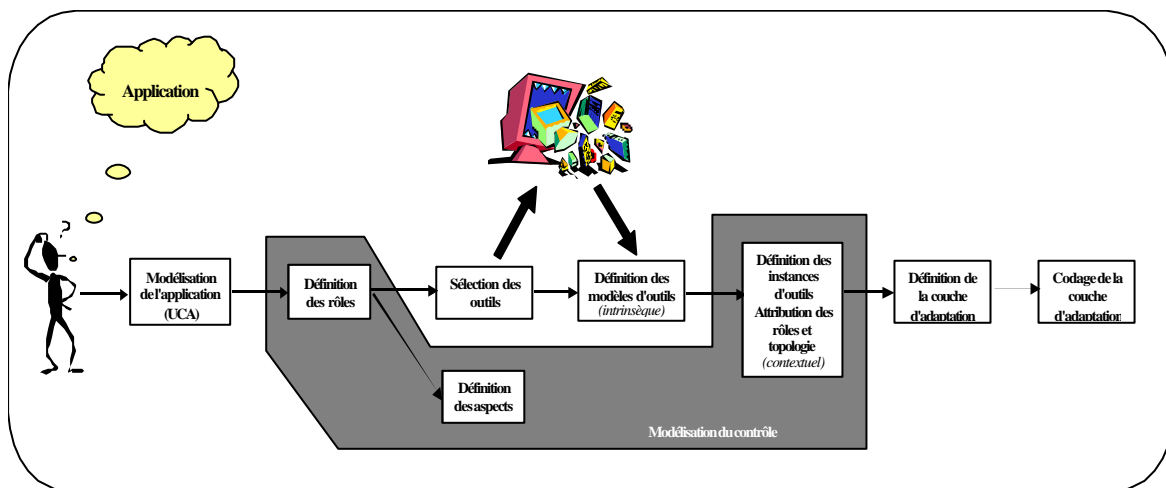 Application
?
Modélisation
de l'application
(UCA)
Définition
des rôles
Sélection des
outils
Définition des
modèles d'outils
(intrinsèque)
Définition des
instances
d'outils
Attribution des
rôles et
topologie
(contextuel)
Définition de
la couche
d'adaptation
Codage de la
couche
d'adaptation
Définition
des aspects
Modélisation du contrôle